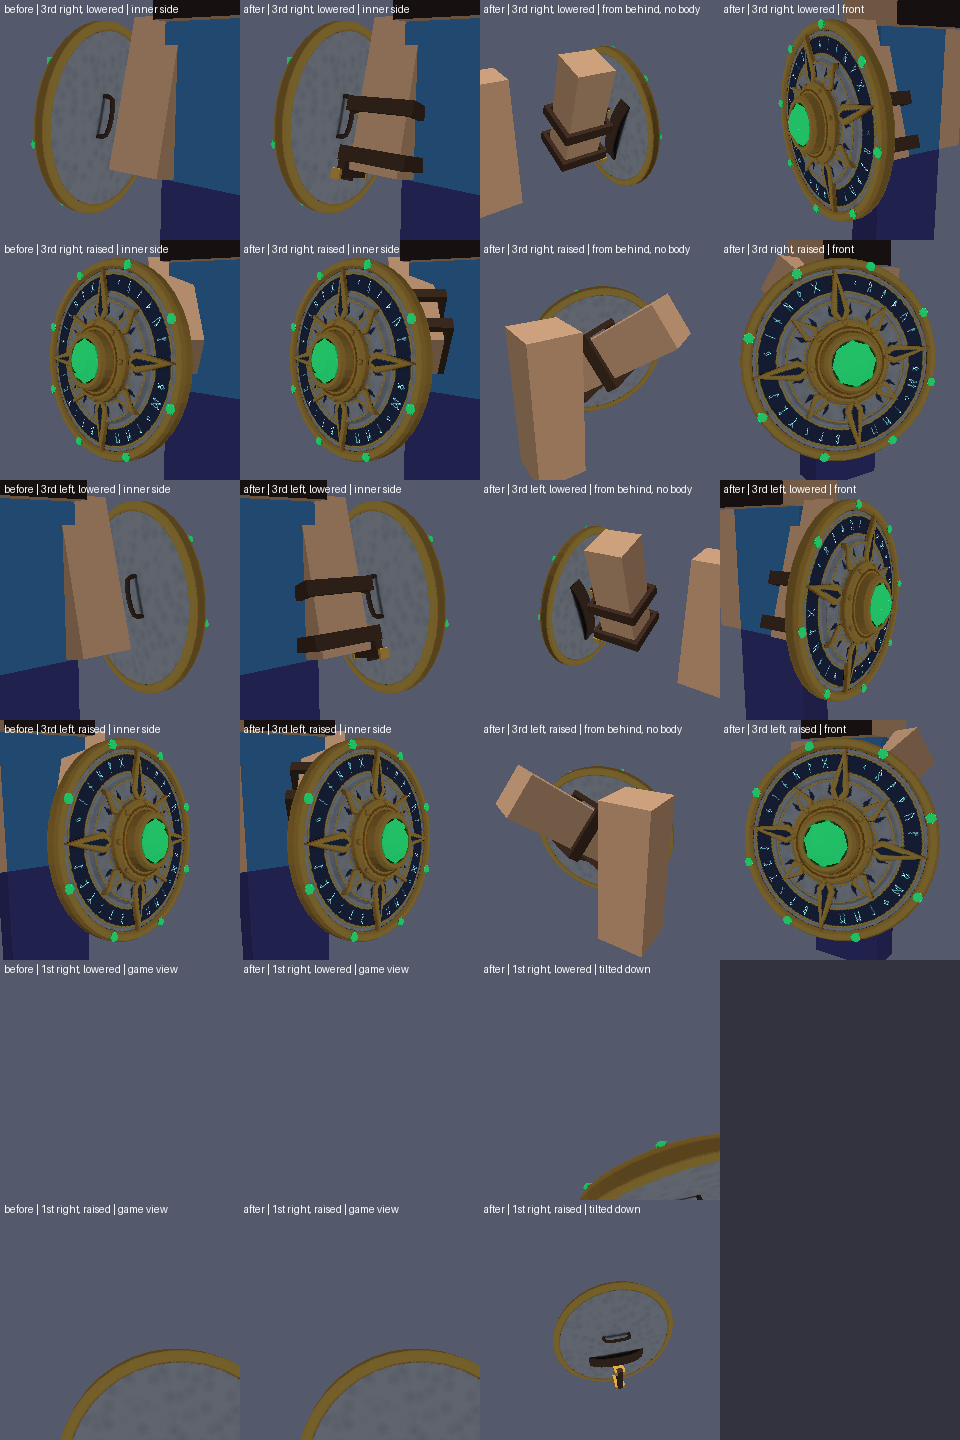 before | 3rd right, lowered | inner side
after | 3rd right, lowered | inner side
after | 3rd right, lowered | from behind, no body
after | 3rd right, lowered | front
before | 3rd right, raised | inner side
after | 3rd right, raised | inner side
after | 3rd right, raised | from behind, no body
after | 3rd right, raised | front
before | 3rd left, lowered | inner side
after | 3rd left, lowered | inner side
after | 3rd left, lowered | from behind, no body
after | 3rd left, lowered | front
before | 3rd left, raised | inner side
after | 3rd left, raised | inner side
after | 3rd left, raised | from behind, no body
after | 3rd left, raised | front
before | 1st right, lowered | game view
after | 1st right, lowered | game view
after | 1st right, lowered | tilted down
before | 1st right, raised | game view
after | 1st right, raised | game view
after | 1st right, raised | tilted down